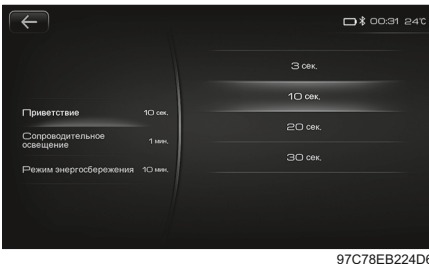 00:31 24℃
3 сек.
10 сек.
Приветствие 10 сек.
20 сек.
Сопроводительное
освещение 1 мин.
30 сек.
Режим энергосбережения 10 мин.
97C78EB224D6